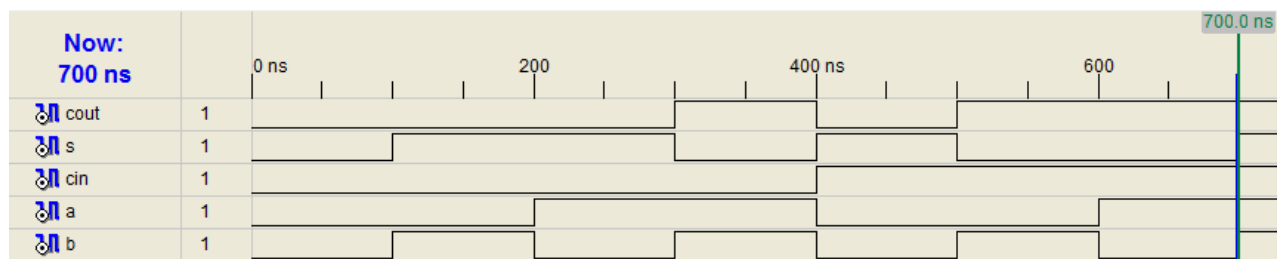 700.0 ns
Now:
700 ns
0 ns 200 400 ns 600
cout 1
s 1
cin 1
a 1
b 1